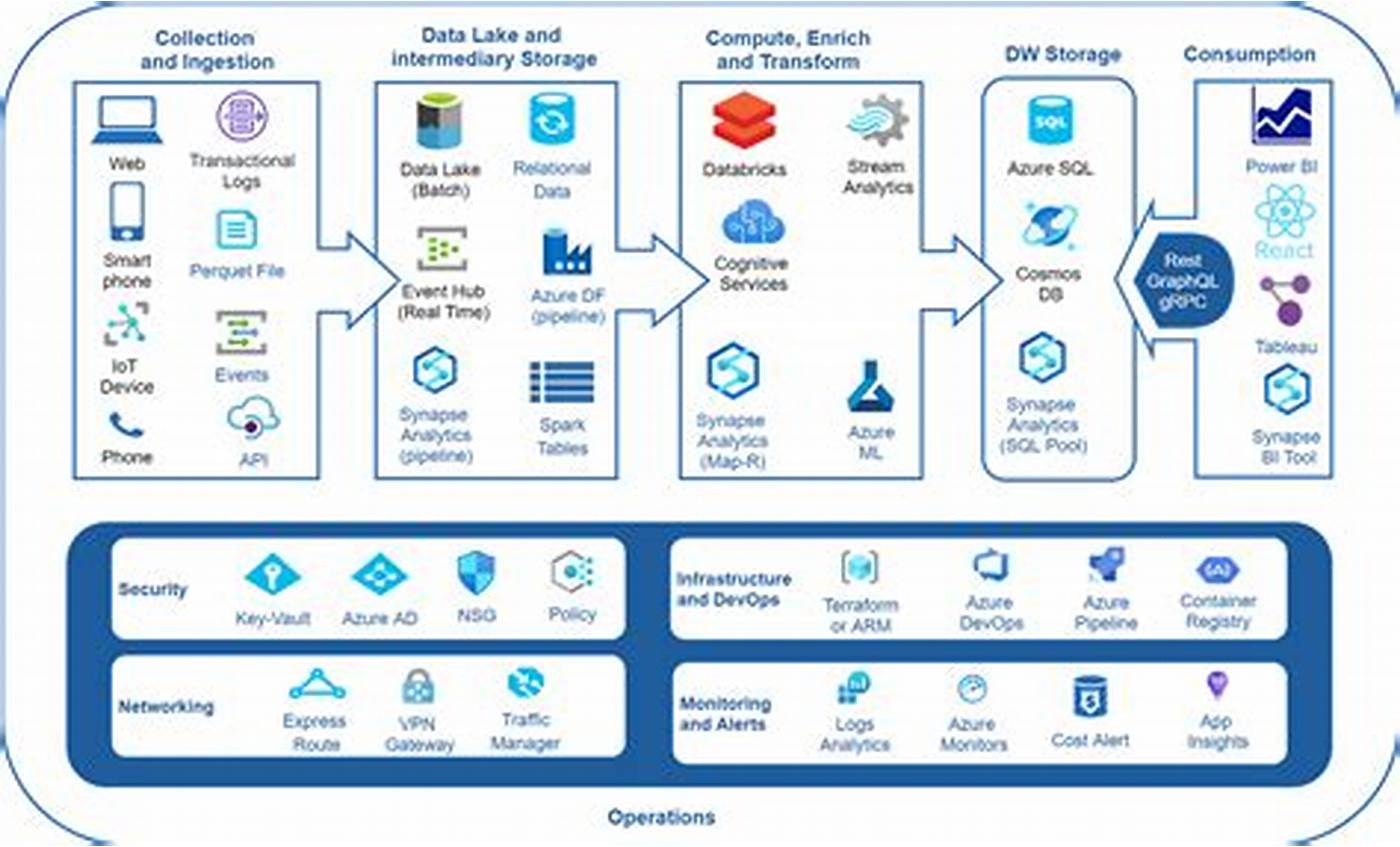 Collection
and Ingestion
Web
Transactional
Logs
Smart
phone
Perquet File
IoT
Device
Events
Phone
API
Data Lake and
intermediary Storage
Data Lake
(Batch)
Relational
Data
Event Hub
(Real Time)
Azure DF
(pipeline)
Synapse
Analytics
(pipeline)
Spark
Tables
Compute, Enrich
and Transform
Databricks
Stream
Analytics
Cognitive
Services
Synapse
Analytics
(Map-R)
Azure
ML
DW Storage
SQL
Azure SQL
Cosmos
DB
Synapse
Analytics
(SQL Pool)
Rest
GraphQL
gRPC
Consumption
Power BI
React
Tableau
Synapse
BI Tool
Security
Key-Vault
Azure AD
NSG
Policy
Infrastructure
and DevOps
Terraform
or ARM
Azure
DevOps
Azure
Pipeline
Container
Registry
Networking
Express
Route
VPN
Gateway
Traffic
Manager
Monitoring
and Alerts
Logs
Analytics
Azure
Monitors
Cost Alert
App
Insights
Operations